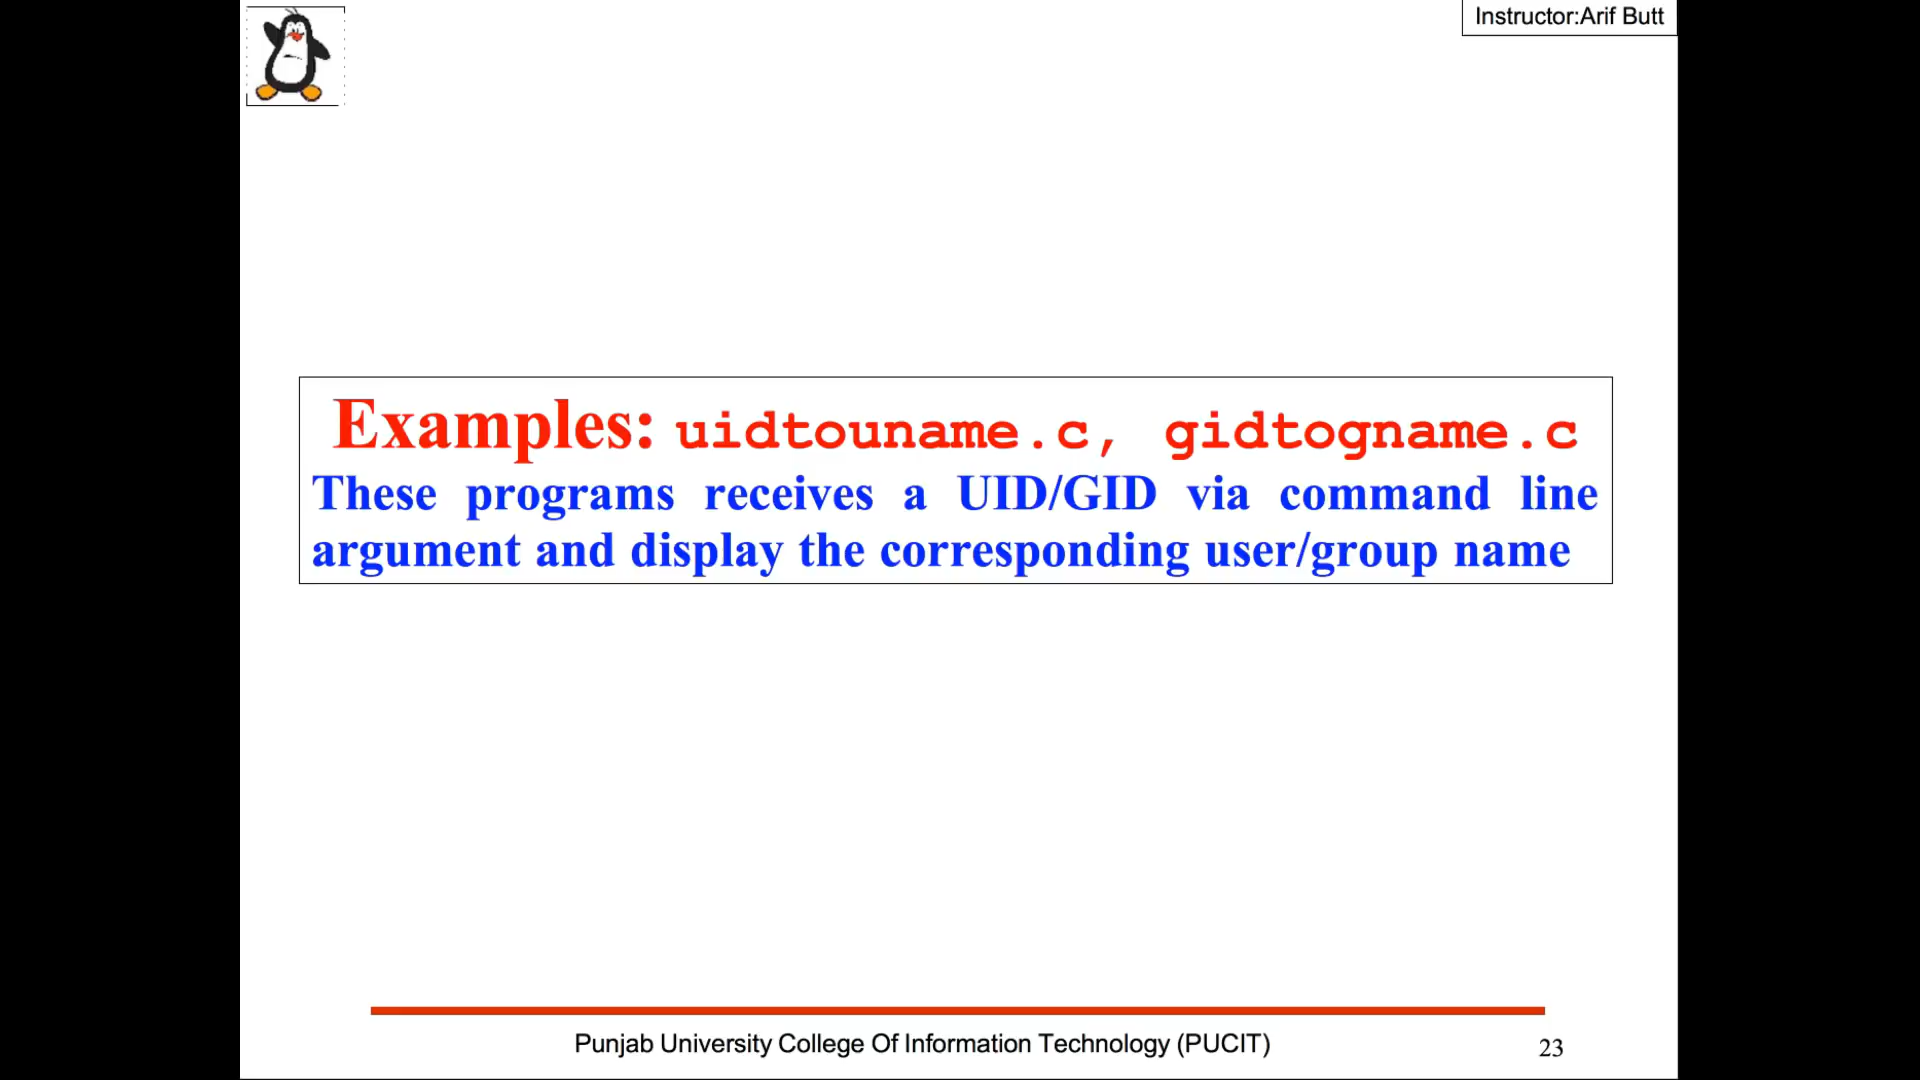 Instructor:Arif Butt
Examples: uidtouname.c, gidtogname.c
These programs receives a UID/GID via command line
argument and display the corresponding user/group name
Punjab University College Of Information Technology (PUCIT)
23